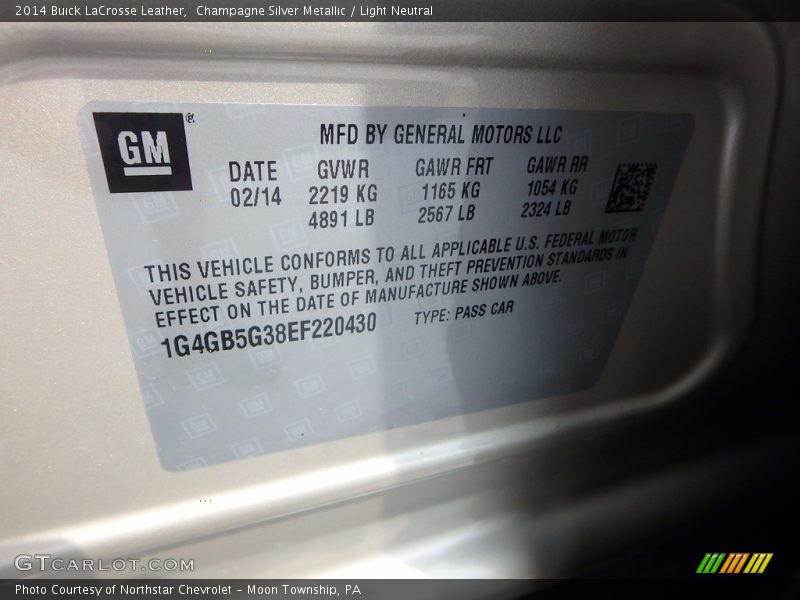 2014 Buick LaCrosse Leather,  Champagne Silver Metallic / Light Neutral
GM ®
MFD BY GENERAL MOTORS LLC
DATE GVWR GAWR FRT GAWR RR
02/14 2219 KG 1165 KG 1054 KG
4891 LB 2567 LB 2324 LB
THIS VEHICLE CONFORMS TO ALL APPLICABLE U.S. FEDERAL MOTOR
VEHICLE SAFETY, BUMPER, AND THEFT PREVENTION STANDARDS IN
EFFECT ON THE DATE OF MANUFACTURE SHOWN ABOVE.
1G4GB5G38EF220430 TYPE: PASS CAR
GTCARLOT.COM
Photo Courtesy of Northstar Chevrolet - Moon Township, PA